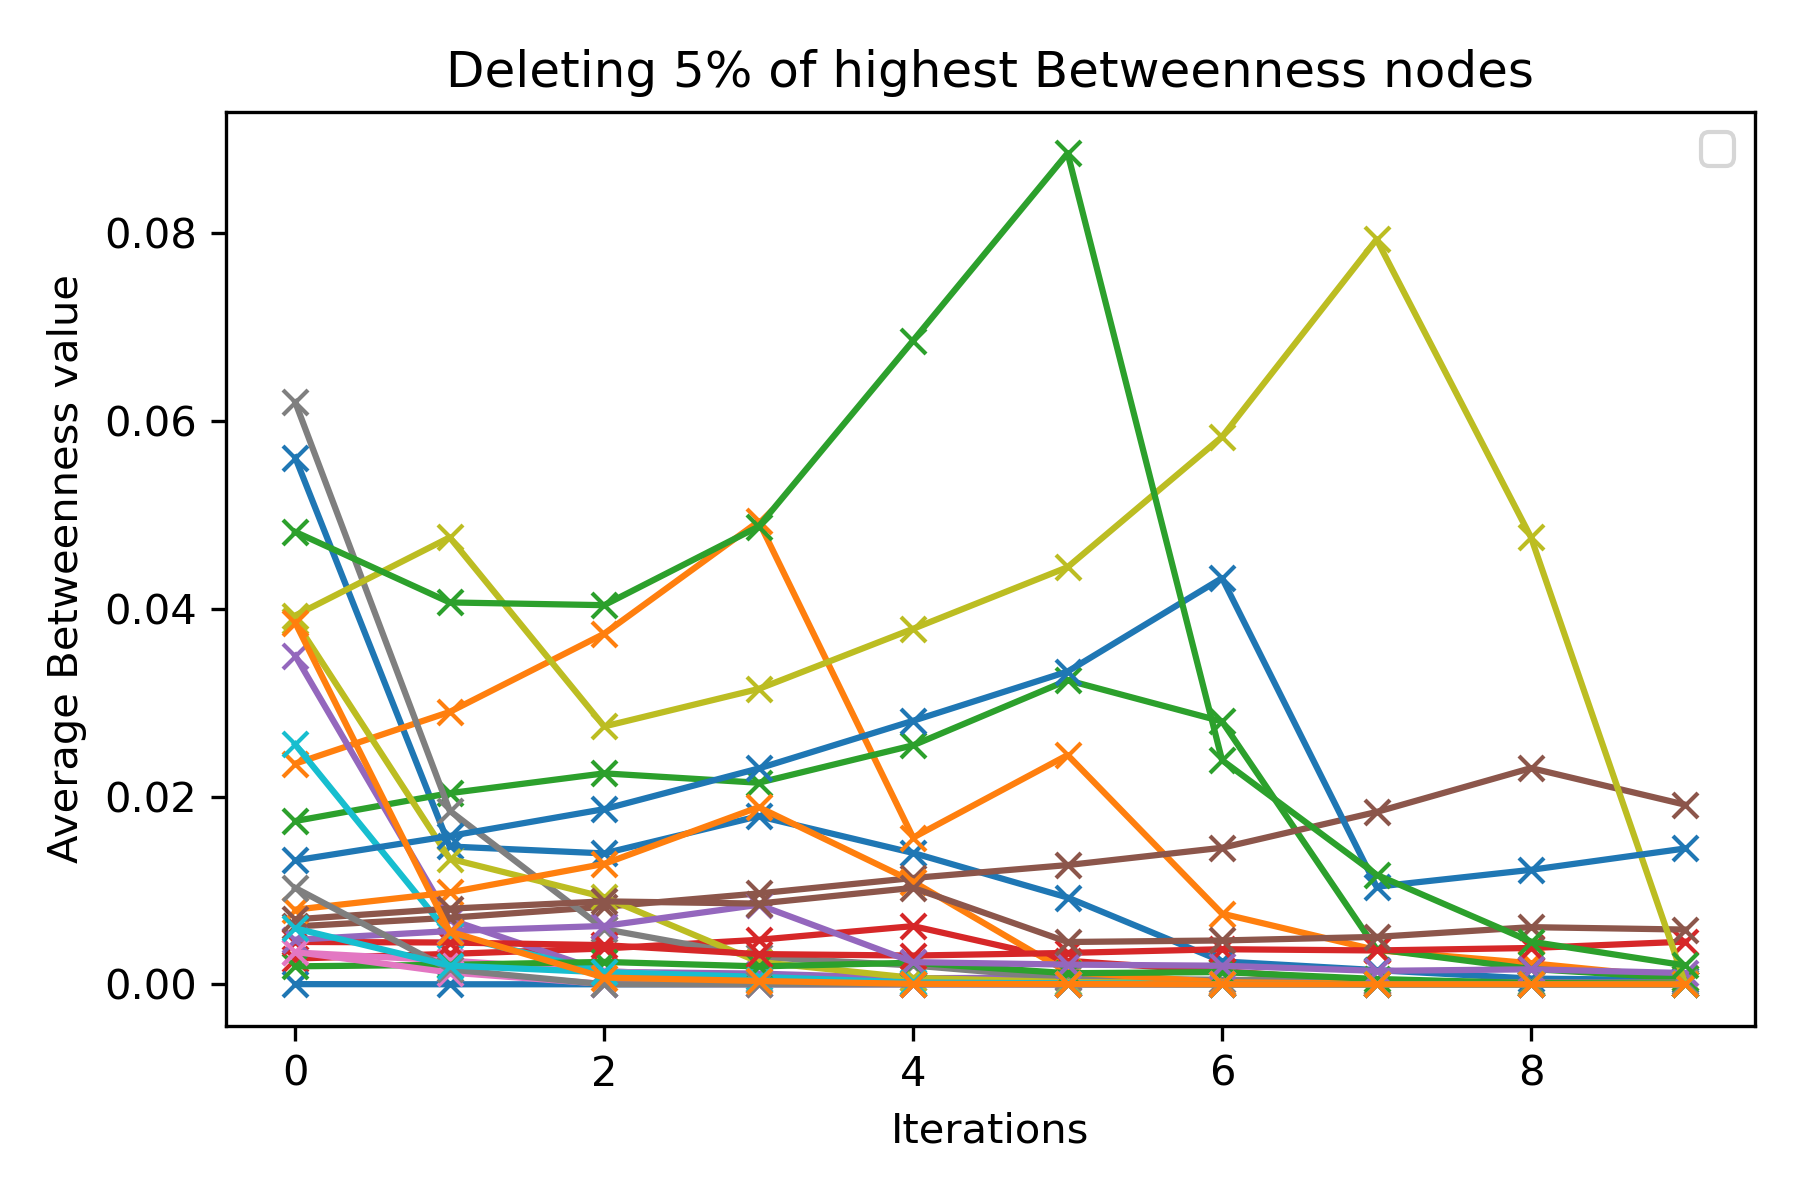 Deleting 5% of highest Betweenness nodes
Average Betweenness value
0.08
0.06
0.04
0.02
0.00
0 2 4 6 8
Iterations